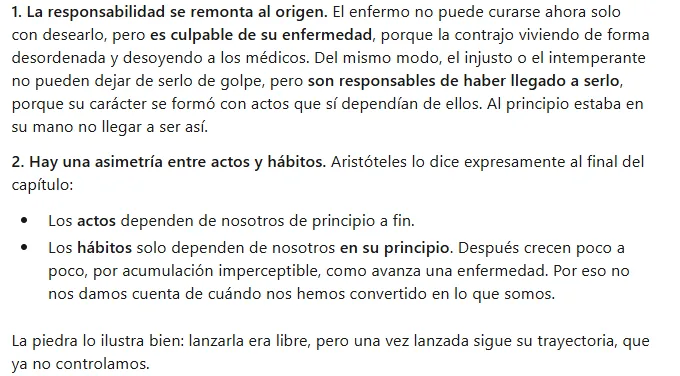 1. La responsabilidad se remonta al origen. El enfermo no puede curarse ahora solo
con desearlo, pero es culpable de su enfermedad, porque la contrajo viviendo de forma
desordenada y desoyendo a los médicos. Del mismo modo, el injusto o el intemperante
no pueden dejar de serlo de golpe, pero son responsables de haber llegado a serlo,
porque su carácter se formó con actos que sí dependían de ellos. Al principio estaba en
su mano no llegar a ser así.
2. Hay una asimetría entre actos y hábitos. Aristóteles lo dice expresamente al final del
capítulo:
• Los actos dependen de nosotros de principio a fin.
• Los hábitos solo dependen de nosotros en su principio. Después crecen poco a
poco, por acumulación imperceptible, como avanza una enfermedad. Por eso no
nos damos cuenta de cuándo nos hemos convertido en lo que somos.
La piedra lo ilustra bien: lanzarla era libre, pero una vez lanzada sigue su trayectoria, que
ya no controlamos.